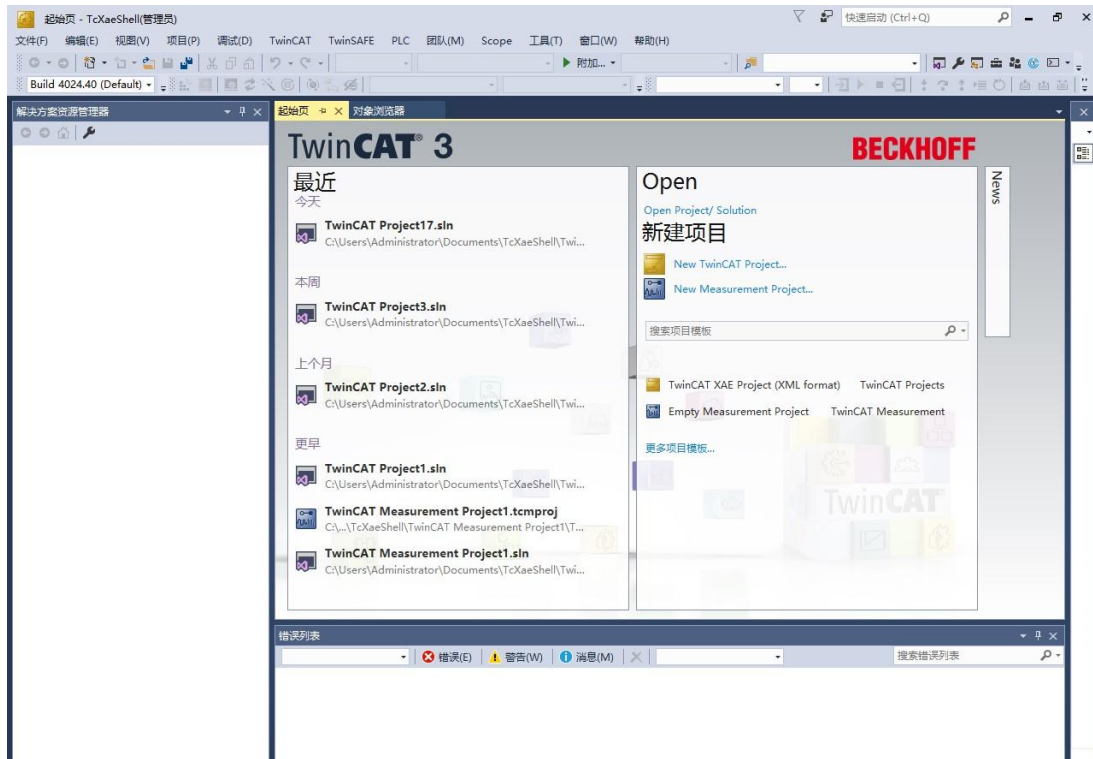 起始页 - TcXaeShell(管理员)
快速启动 (Ctrl+Q)
文件(F) 编辑(E) 视图(V) 项目(P) 调试(D) TwinCAT TwinSAFE PLC 团队(M) Scope 工具(T) 窗口(W) 帮助(H)
附加...
Build 4024.40 (Default)
解决方案资源管理器
起始页 对象浏览器
TwinCAT® 3
BECKHOFF
最近
今天
TwinCAT Project17.sln
C:\Users\Administrator\Documents\TcXaeShell\Twi...
本周
TwinCAT Project3.sln
C:\Users\Administrator\Documents\TcXaeShell\Twi...
上个月
TwinCAT Project2.sln
C:\Users\Administrator\Documents\TcXaeShell\Twi...
更早
TwinCAT Project1.sln
C:\Users\Administrator\Documents\TcXaeShell\Twi...
TwinCAT Measurement Project1.tcmproj
C:\...\TcXaeShell\TwinCAT Measurement Project1\T...
TwinCAT Measurement Project1.sln
C:\Users\Administrator\Documents\TcXaeShell\Twi...
Open
Open Project/ Solution
新建项目
New TwinCAT Project...
New Measurement Project...
搜索项目模板
TwinCAT XAE Project (XML format) TwinCAT Projects
Empty Measurement Project TwinCAT Measurement
更多项目模板...
TwinCAT
News
错误列表
错误(E) 警告(W) 消息(M)
搜索错误列表